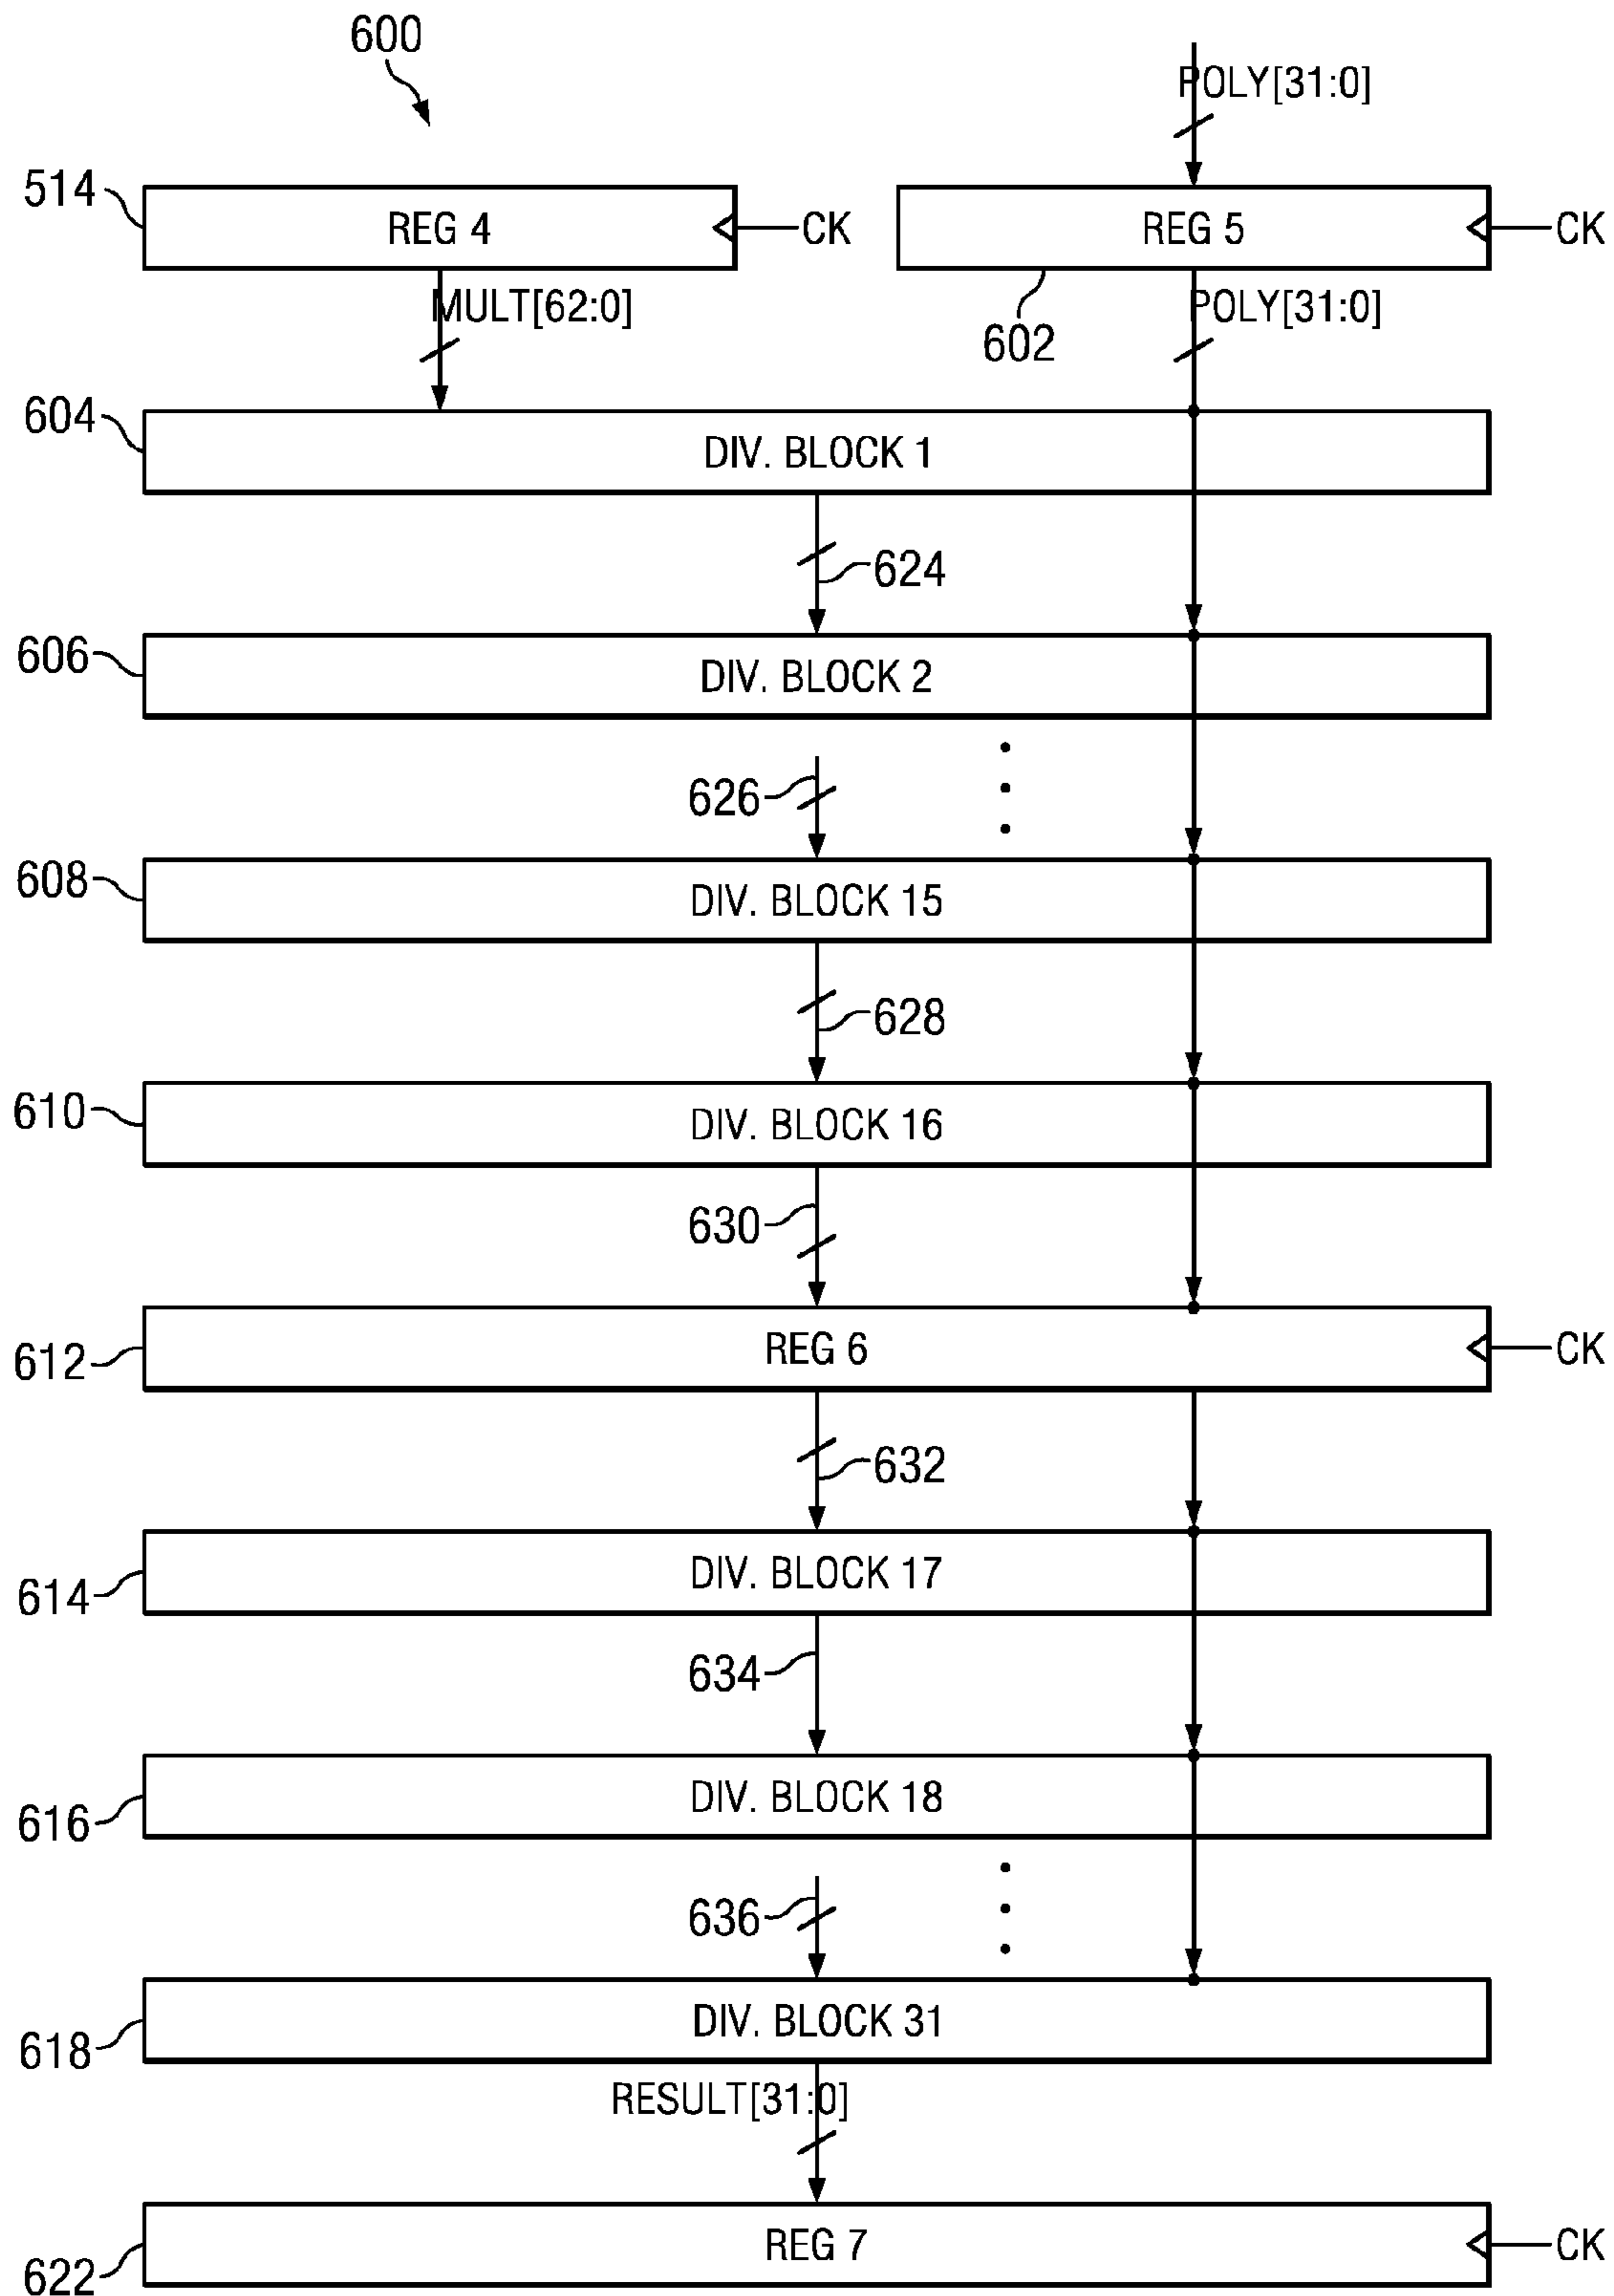 600
POLY[31:0]
514
REG 4
CK
REG 5
CK
MULT[62:0]
602
POLY[31:0]
604
DIV. BLOCK 1
624
606
DIV. BLOCK 2
626
608
DIV. BLOCK 15
628
610
DIV. BLOCK 16
630
612
REG 6
CK
632
614
DIV. BLOCK 17
634
616
DIV. BLOCK 18
636
618
DIV. BLOCK 31
RESULT[31:0]
622
REG 7
CK